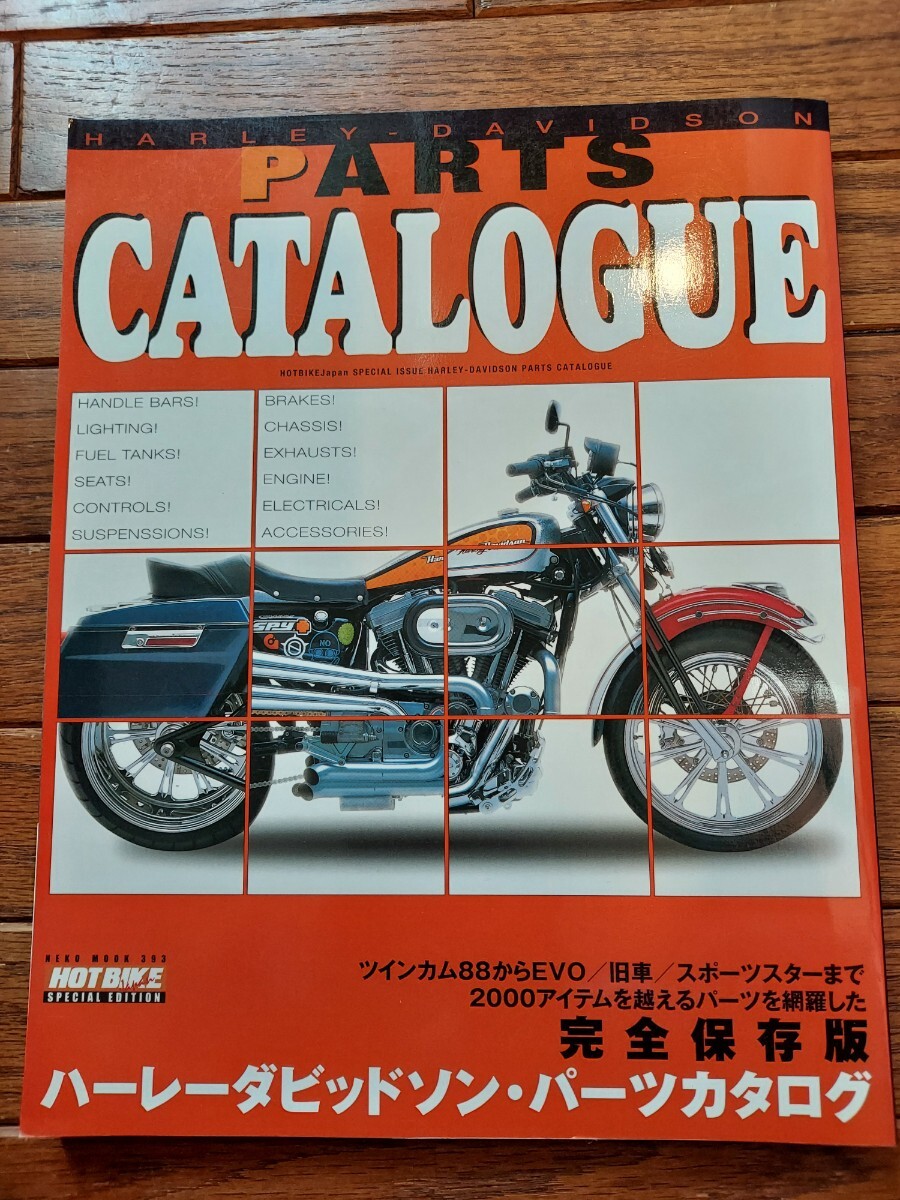 HARLEY-DAVIDSON
PARTS
CATALOGUE
HOTBIKEJapan SPECIAL ISSUE HARLEY-DAVIDSON PARTS CATALOGUE
HANDLE BARS!
LIGHTING!
FUEL TANKS!
SEATS!
CONTROLS!
SUSPENSSIONS!
BRAKES!
CHASSIS!
EXHAUSTS!
ENGINE!
ELECTRICALS!
ACCESSORIES!
SPY
NEKO MOOK 393
HOT BIKE
Japan
SPECIAL EDITION
ツインカム88からEVO／旧車／スポーツスターまで
2000アイテムを越えるパーツを網羅した
完全保存版
ハーレーダビッドソン・パーツカタログ